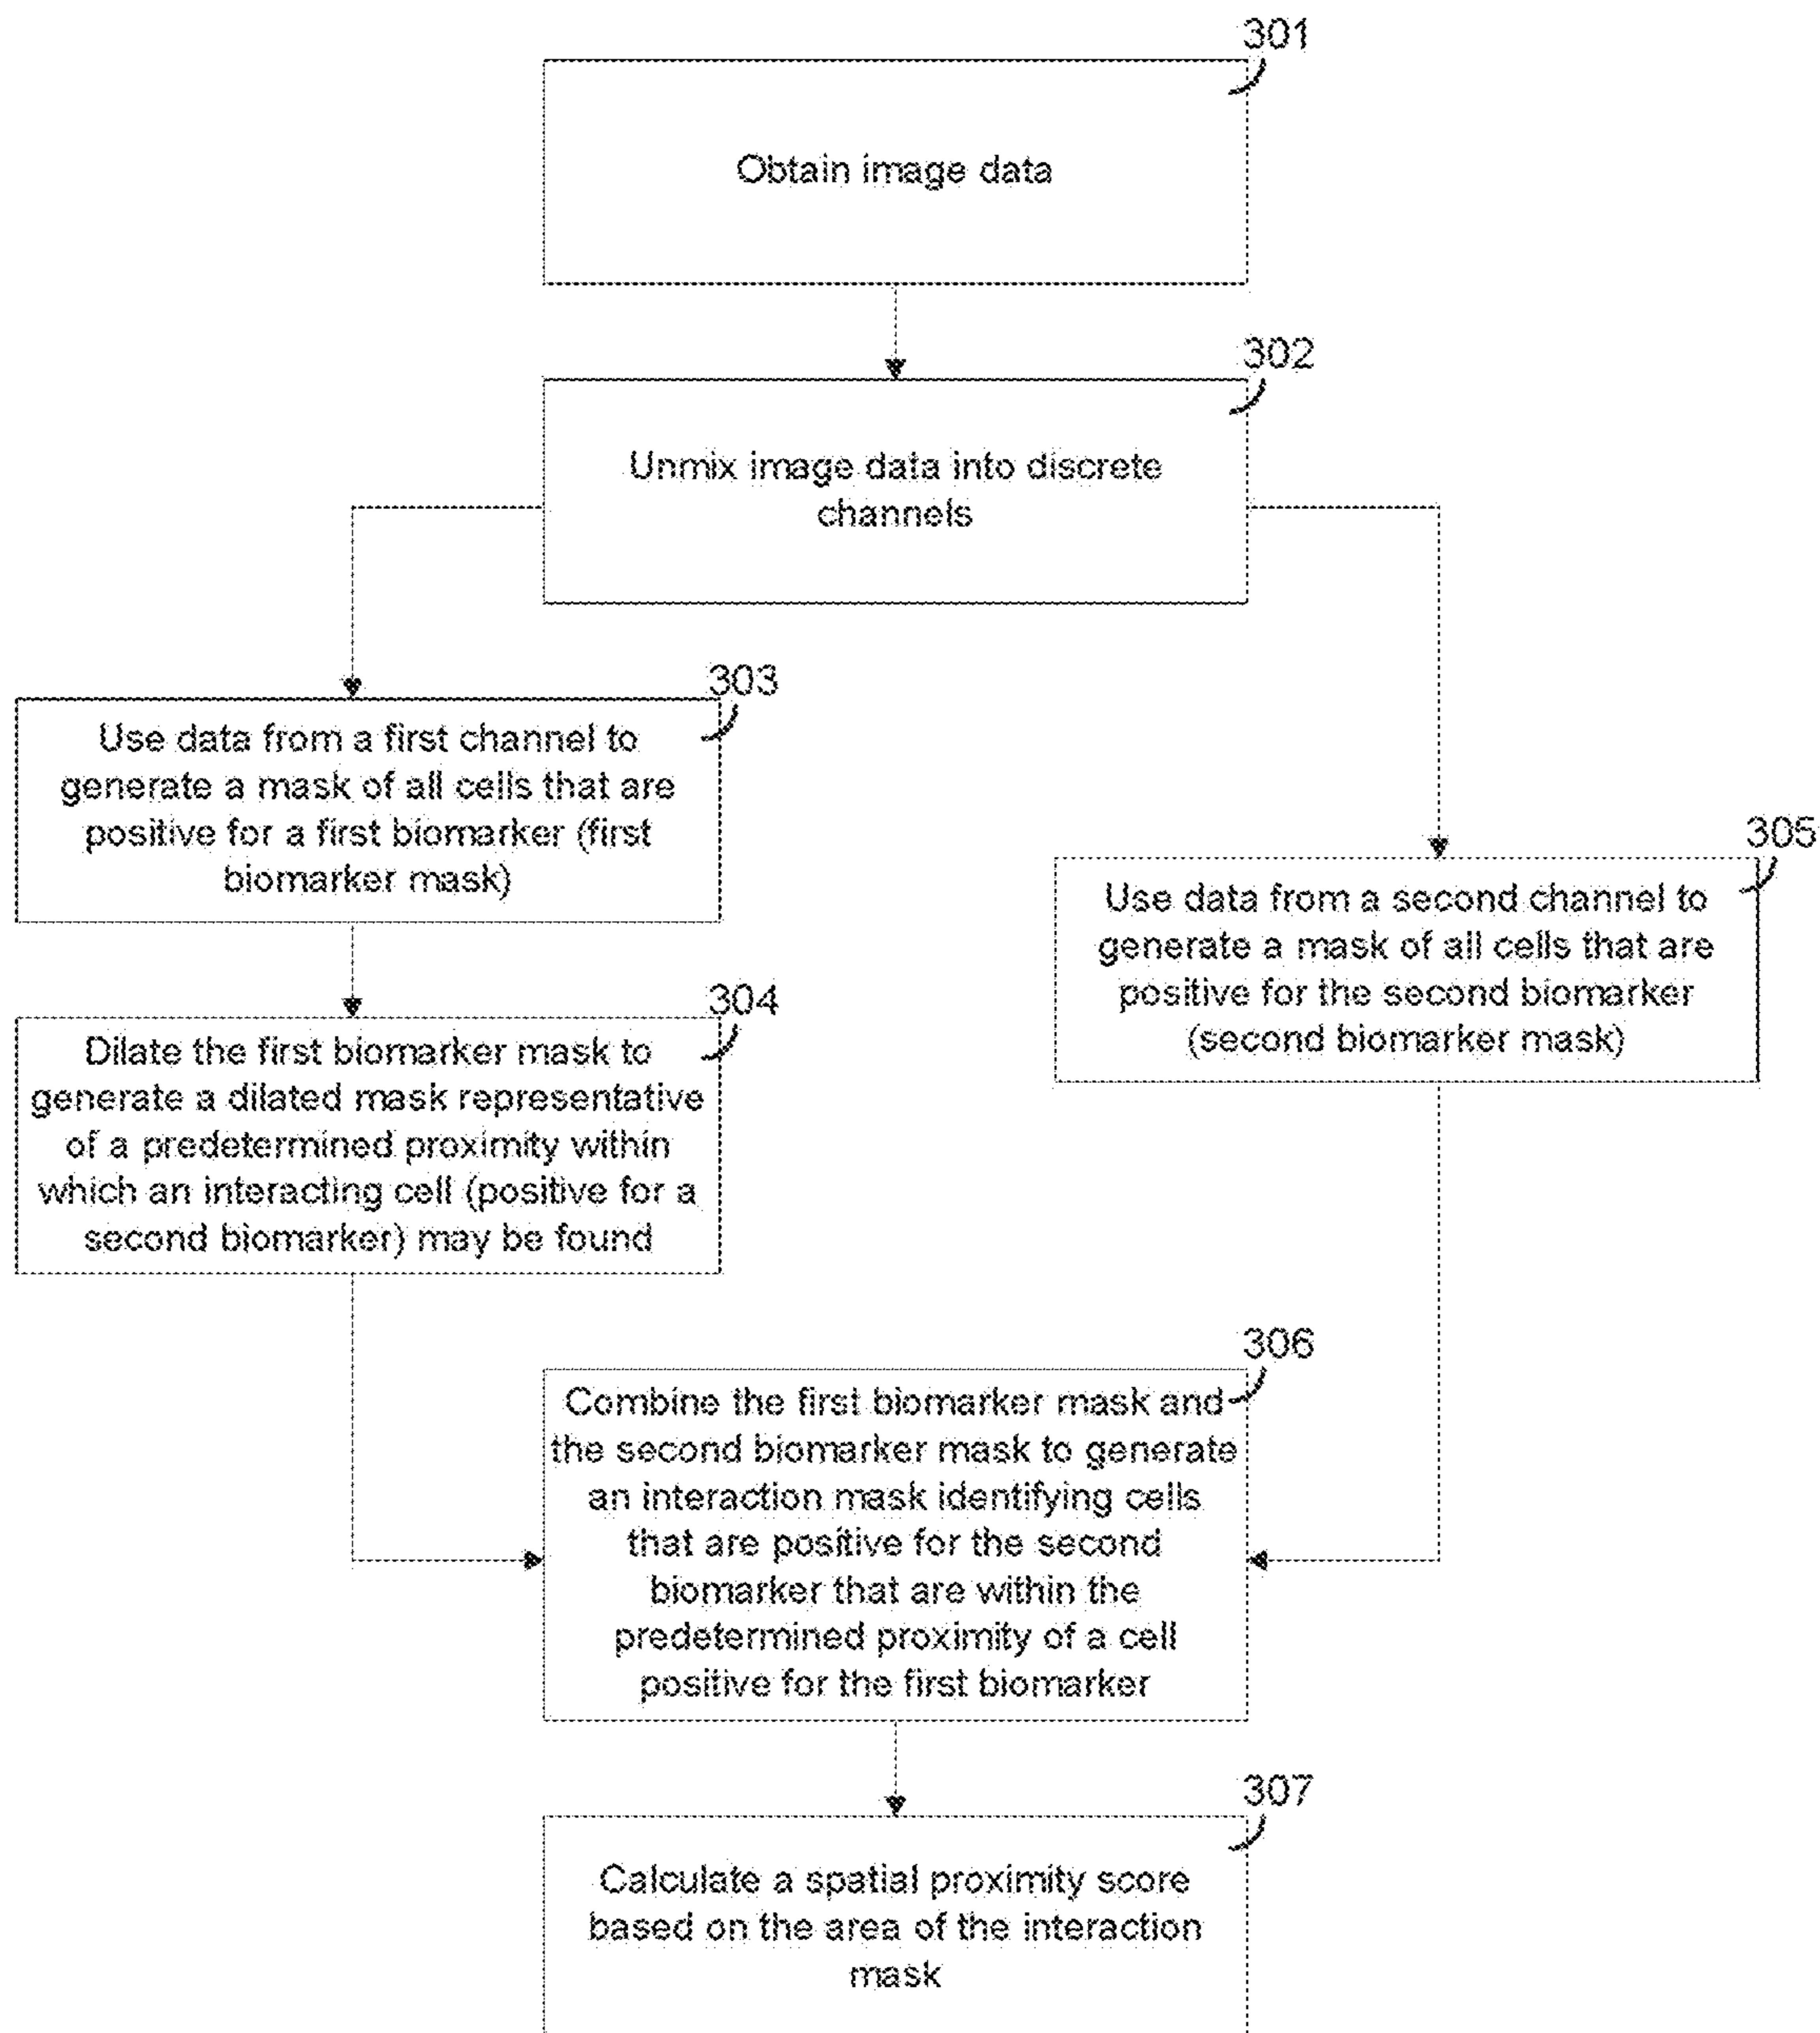 301
Obtain image data
302
Unmix image data into discrete
channels
303
Use data from a first channel to
generate a mask of all cells that are
positive for a first biomarker (first
biomarker mask)
304
Dilate the first biomarker mask to
generate a dilated mask representative
of a predetermined proximity within
which an interacting cell (positive for a
second biomarker) may be found
305
Use data from a second channel to
generate a mask of all cells that are
positive for the second biomarker
(second biomarker mask)
306
Combine the first biomarker mask and
the second biomarker mask to generate
an interaction mask identifying cells
that are positive for the second
biomarker that are within the
predetermined proximity of a cell
positive for the first biomarker
307
Calculate a spatial proximity score
based on the area of the interaction
mask